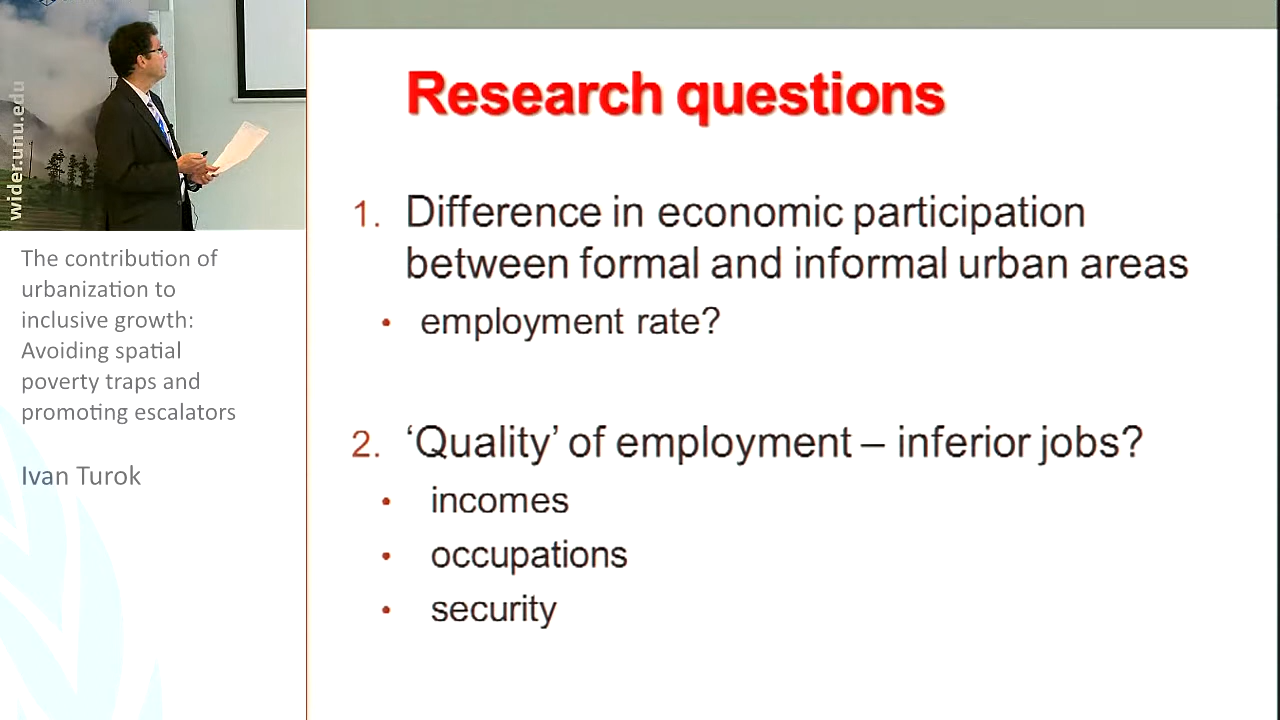 wider.unu.edu
The contribution of
urbanization to
inclusive growth:
Avoiding spatial
poverty traps and
promoting escalators
Ivan Turok
Research questions
1. Difference in economic participation
between formal and informal urban areas
• employment rate?
2. ‘Quality’ of employment – inferior jobs?
• incomes
• occupations
• security